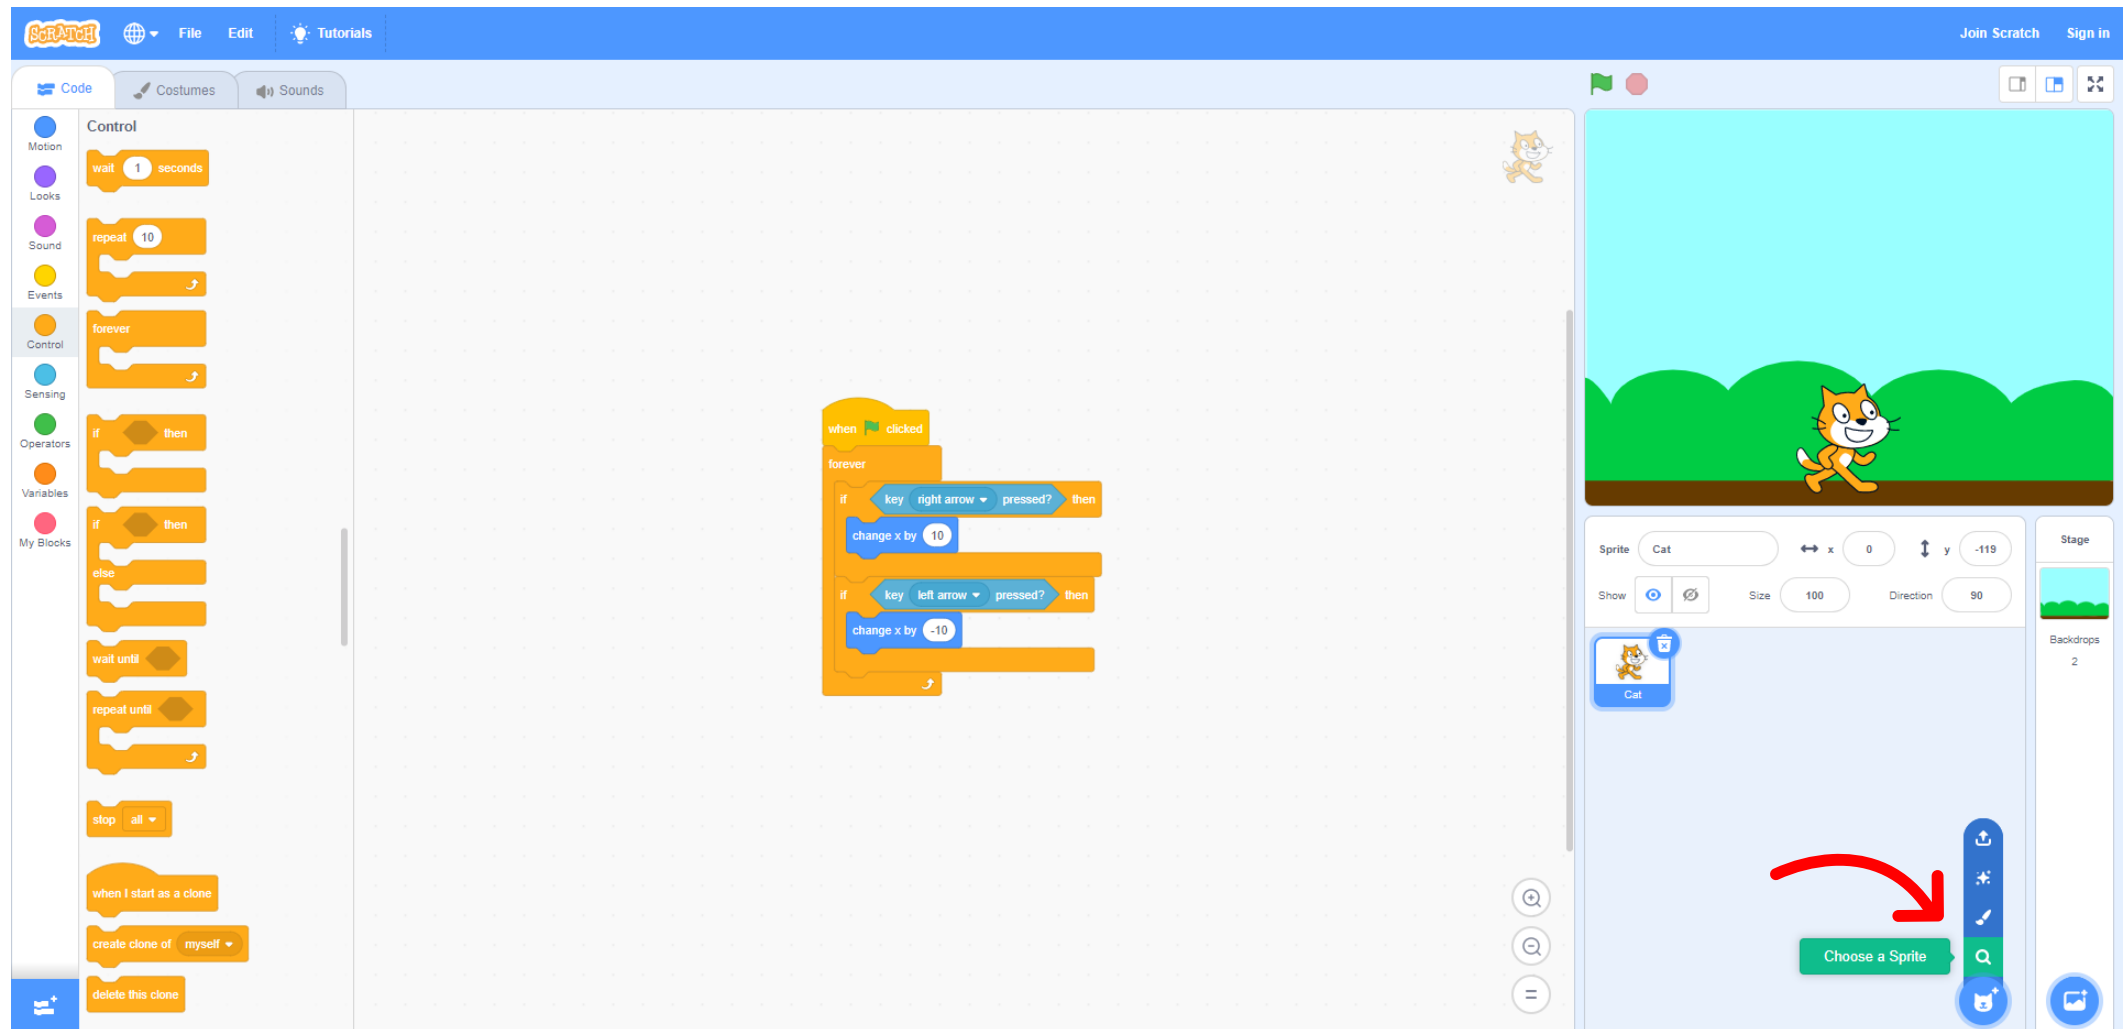 SCRATCH File Edit Tutorials Join Scratch Sign in
Code Costumes Sounds
Motion
Looks
Sound
Events
Control
Sensing
Operators
Variables
My Blocks
Control
wait 1 seconds
repeat 10
forever
if then
if then
else
wait until
repeat until
stop all
when I start as a clone
create clone of myself
delete this clone
when clicked
forever
if key right arrow pressed? then
change x by 10
if key left arrow pressed? then
change x by -10
Sprite Cat x 0 y -119
Show Size 100 Direction 90
Cat
Stage
Backdrops
2
Choose a Sprite